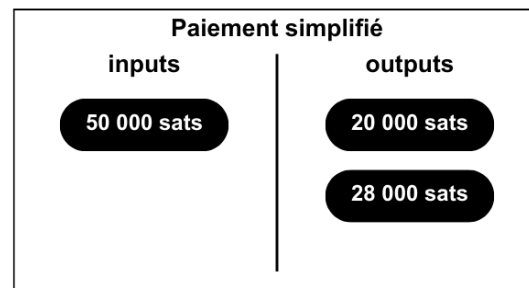 Paiement simplifié
inputs
outputs
50 000 sats
20 000 sats
28 000 sats